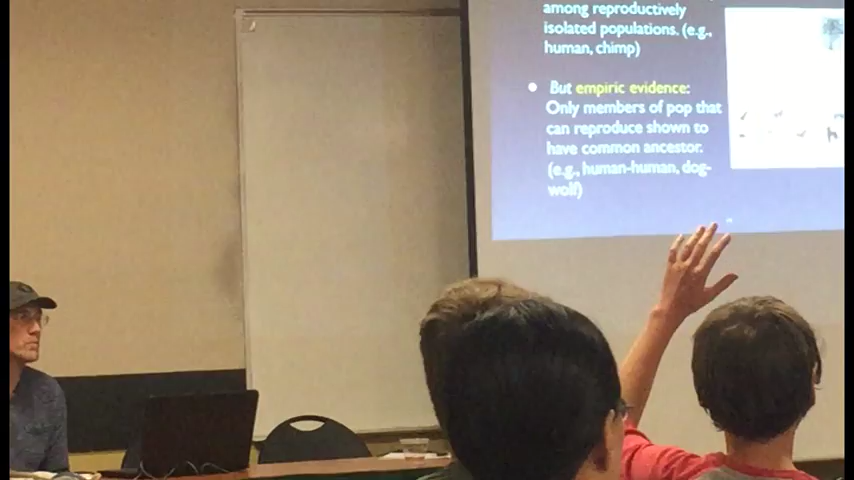 among reproductively
isolated populations. (e.g.,
human, chimp)
But empiric evidence:
Only members of pop that
can reproduce shown to
have common ancestor.
(e.g., human-human, dog-
wolf)